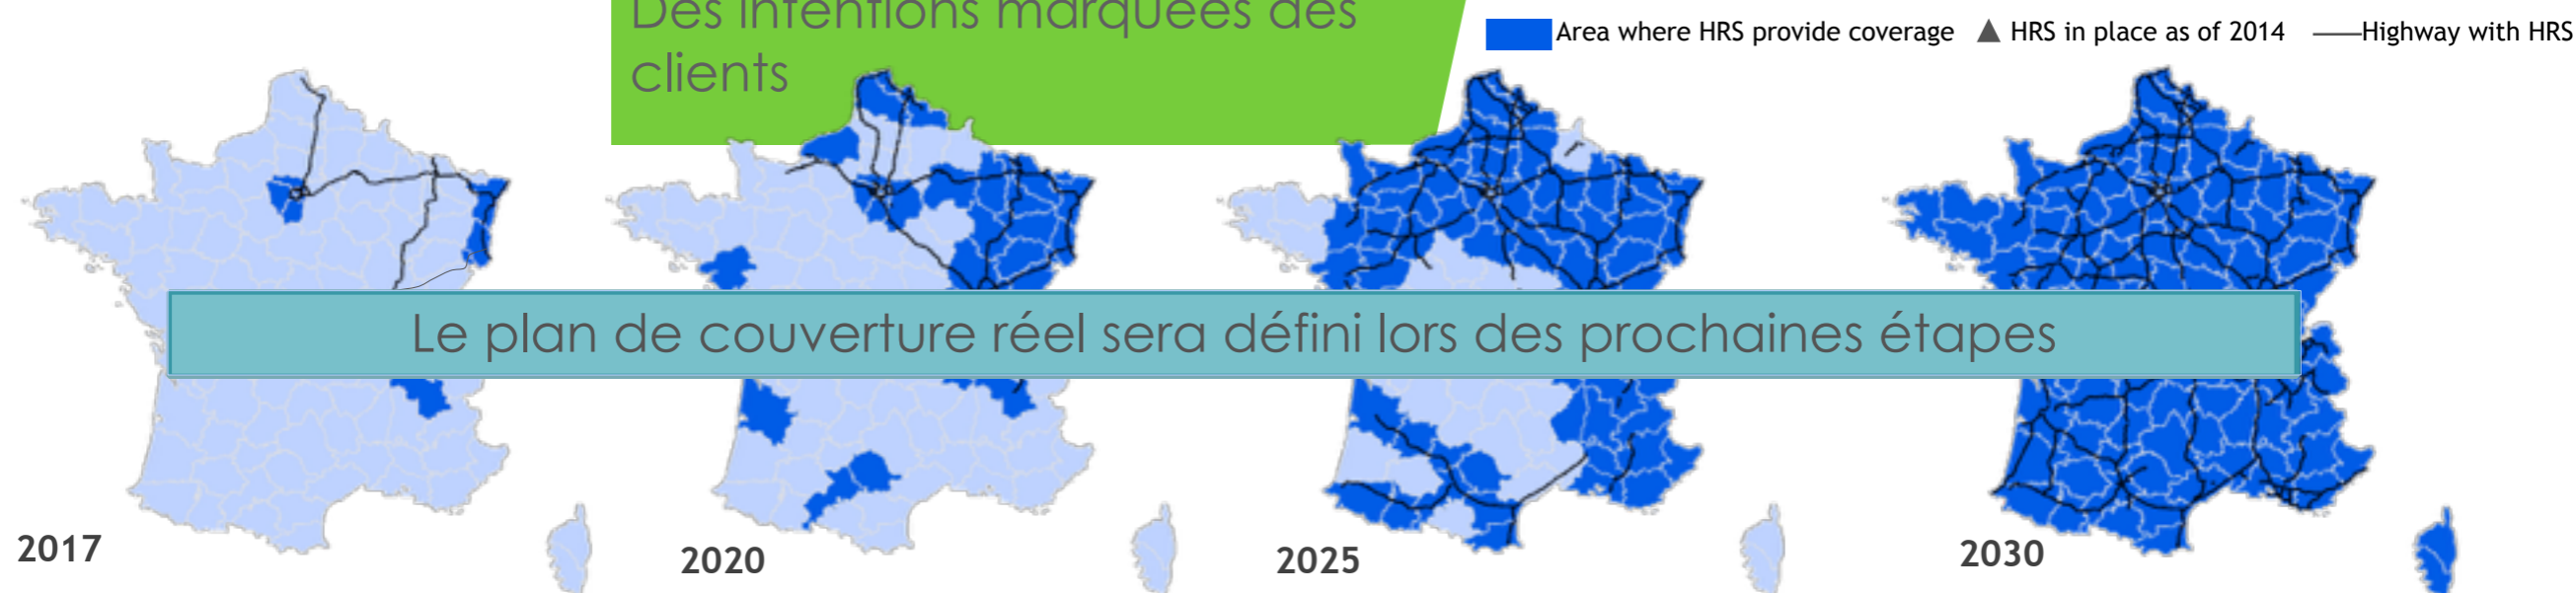 Des intentions marquées des
clients
Area where HRS provide coverage
HRS in place as of 2014
Highway with HRS
Le plan de couverture réel sera défini lors des prochaines étapes
2017
2020
2025
2030